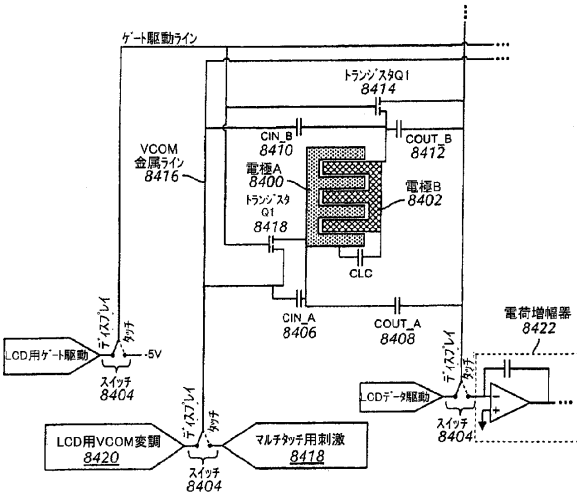 ゲート駆動ライン
トランジスタQ1
8414
CIN_B
8410
COUT_B
8412
VCOM
金属ライン
8416
電極A
8400
電極B
8402
トランジスタ
Q1
8418
CLC
CIN_A
8406
COUT_A
8408
電荷増幅器
8422
ディスプレイ
タッチ
LCD用ゲート駆動
-5V
スイッチ
8404
ディスプレイ
タッチ
LCDデータ駆動
スイッチ
8404
ディスプレイ
タッチ
LCD用VCOM変調
8420
マルチタッチ用刺激
8418
スイッチ
8404